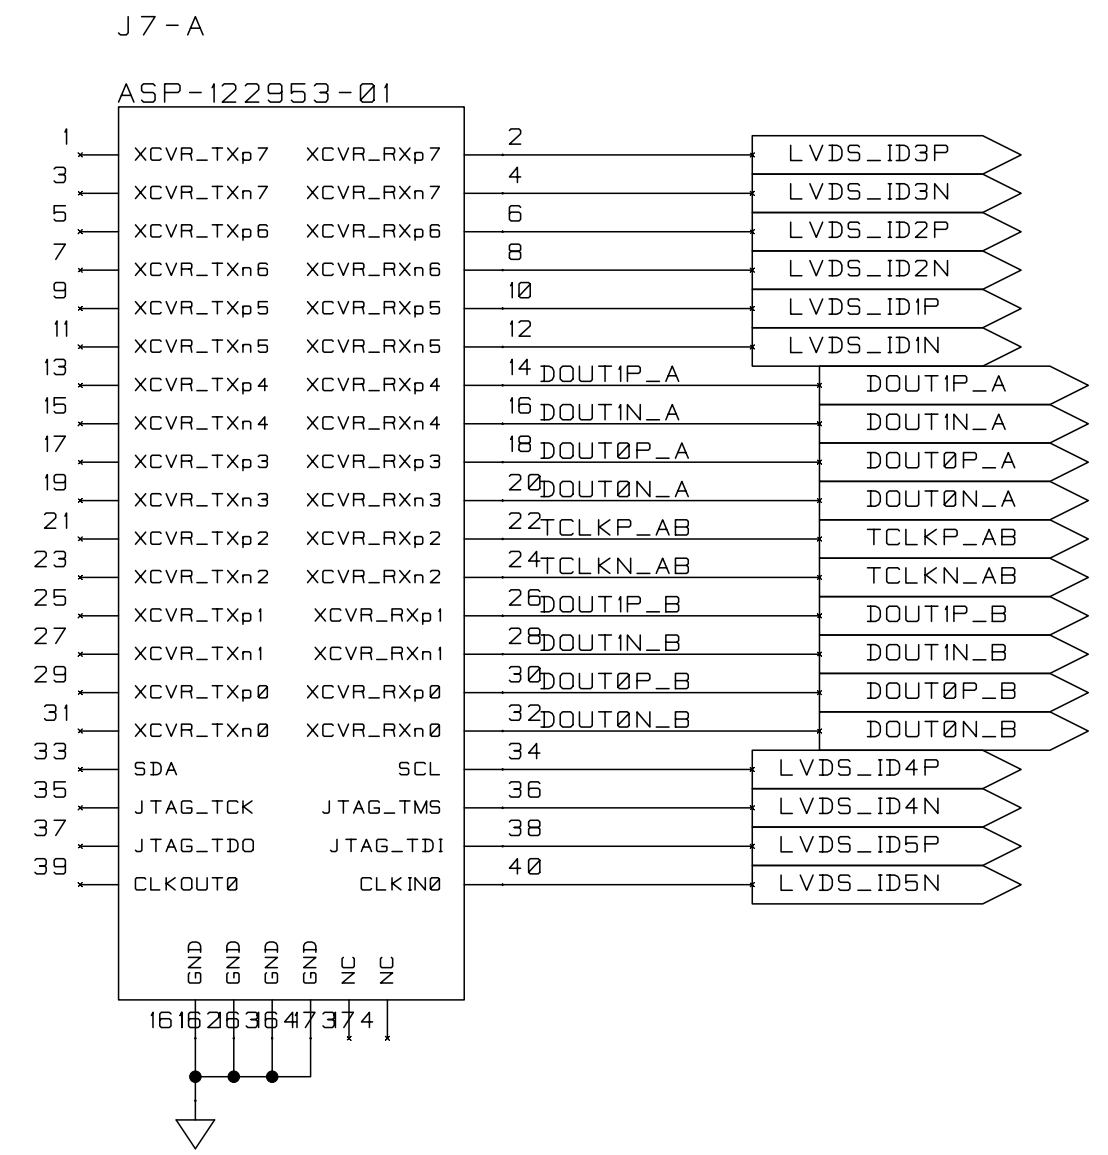 J7-A
ASP-122953-01
1 XCVR_TXp7 XCVR_RXp7 2 LVDS_ID3P
3 XCVR_TXn7 XCVR_RXn7 4 LVDS_ID3N
5 XCVR_TXp6 XCVR_RXp6 6 LVDS_ID2P
7 XCVR_TXn6 XCVR_RXn6 8 LVDS_ID2N
9 XCVR_TXp5 XCVR_RXp5 10 LVDS_ID1P
11 XCVR_TXn5 XCVR_RXn5 12 LVDS_ID1N
13 XCVR_TXp4 XCVR_RXp4 14 DOUT1P_A DOUT1P_A
15 XCVR_TXn4 XCVR_RXn4 16 DOUT1N_A DOUT1N_A
17 XCVR_TXp3 XCVR_RXp3 18 DOUT0P_A DOUT0P_A
19 XCVR_TXn3 XCVR_RXn3 20 DOUT0N_A DOUT0N_A
21 XCVR_TXp2 XCVR_RXp2 22 TCLKP_AB TCLKP_AB
23 XCVR_TXn2 XCVR_RXn2 24 TCLKN_AB TCLKN_AB
25 XCVR_TXp1 XCVR_RXp1 26 DOUT1P_B DOUT1P_B
27 XCVR_TXn1 XCVR_RXn1 28 DOUT1N_B DOUT1N_B
29 XCVR_TXp0 XCVR_RXp0 30 DOUT0P_B DOUT0P_B
31 XCVR_TXn0 XCVR_RXn0 32 DOUT0N_B DOUT0N_B
33 SDA SCL 34 LVDS_ID4P
35 JTAG_TCK JTAG_TMS 36 LVDS_ID4N
37 JTAG_TDO JTAG_TDI 38 LVDS_ID5P
39 CLKOUT0 CLKIN0 40 LVDS_ID5N
GND GND GND GND NC NC
161 162 163 164 173 174